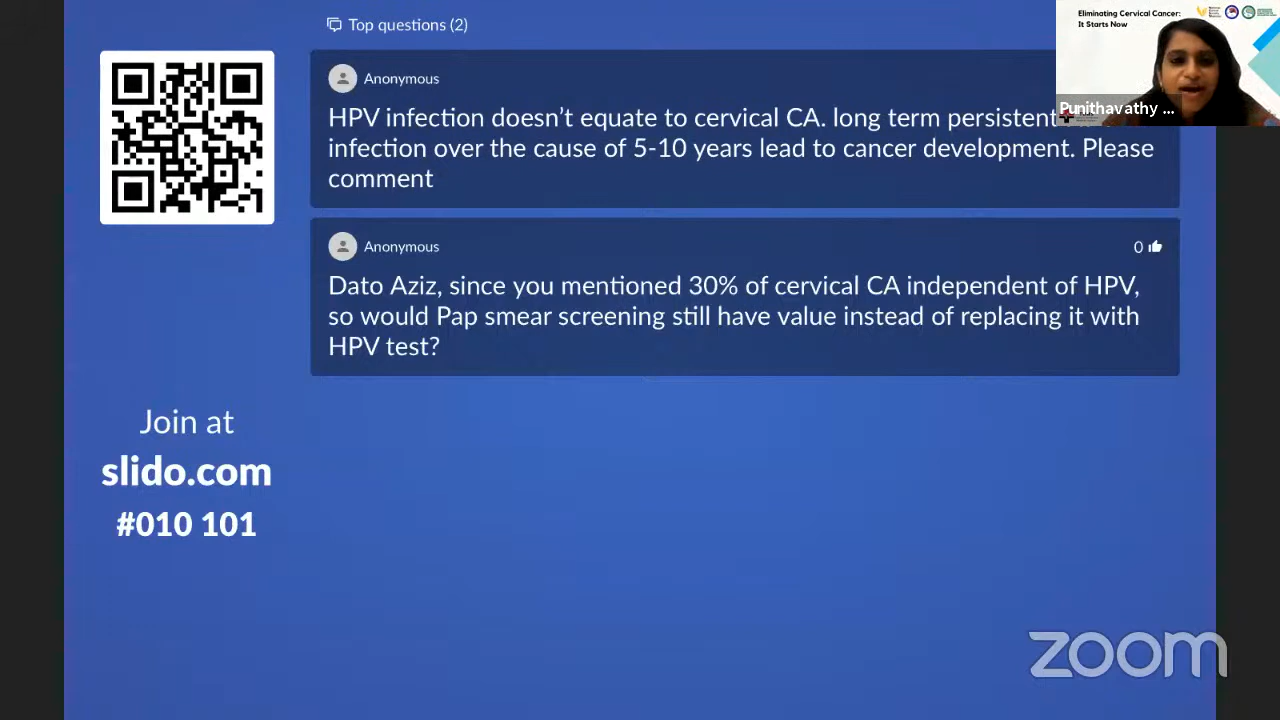 Top questions (2)
Anonymous
HPV infection doesn’t equate to cervical CA. long term persistent
infection over the cause of 5-10 years lead to cancer development. Please
comment
Anonymous
0
Dato Aziz, since you mentioned 30% of cervical CA independent of HPV,
so would Pap smear screening still have value instead of replacing it with
HPV test?
Join at
slido.com
#010 101
Eliminating Cervical Cancer:
It Starts Now
Punithavathy ...
zoom